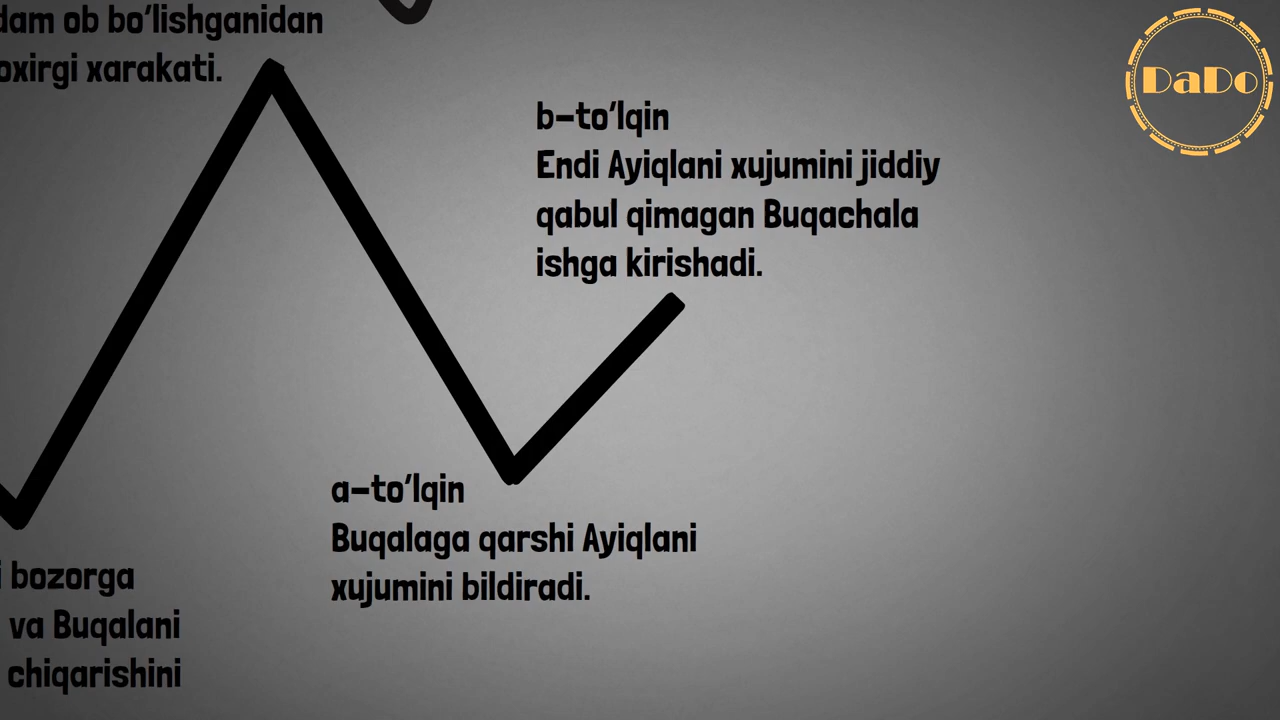 dam ob bo'lishganidan
oxirgi xarakati.
DaDo
b-to'lqin
Endi Ayiqlani xujumini jiddiy
qabul qimagan Buqachala
ishga kirishadi.
a-to'lqin
Buqalaga qarshi Ayiqlani
xujumini bildiradi.
i bozorga
va Buqalani
chiqarishini